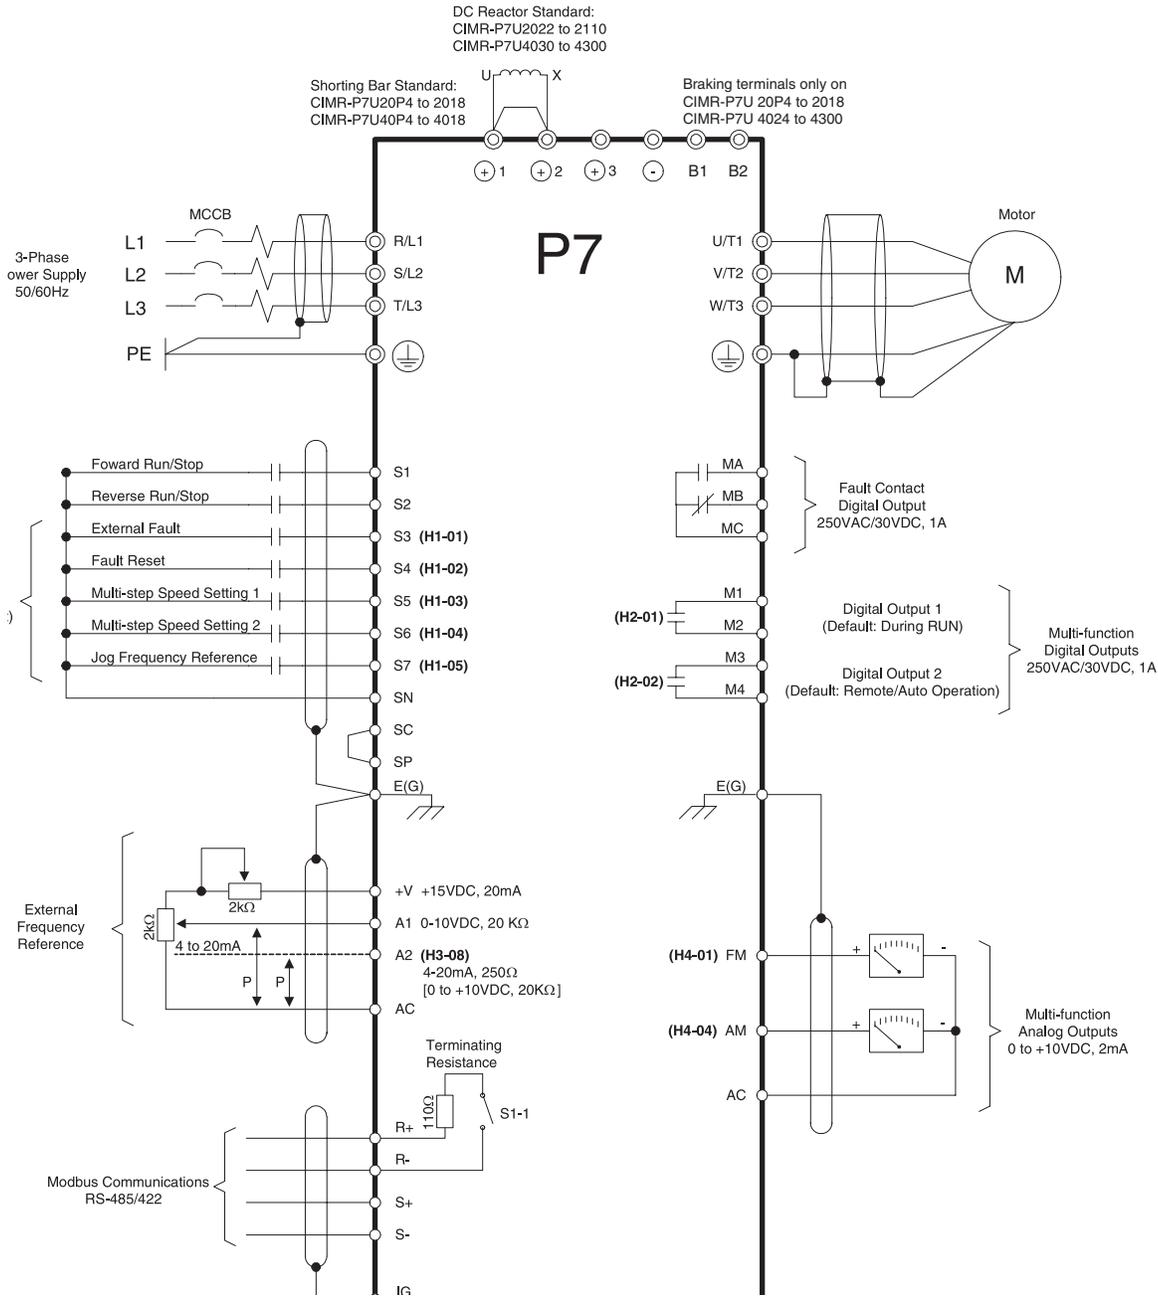 DC Reactor Standard:
CIMR-P7U2022 to 2110
CIMR-P7U4030 to 4300
U X
Shorting Bar Standard:
CIMR-P7U20P4 to 2018
CIMR-P7U40P4 to 4018
Braking terminals only on
CIMR-P7U 20P4 to 2018
CIMR-P7U 4024 to 4300
+ 1 + 2 + 3 - B1 B2
P7
MCCB
3-Phase
ower Supply
50/60Hz
L1
L2
L3
PE
R/L1
S/L2
T/L3
U/T1
V/T2
W/T3
Motor
M
Foward Run/Stop
S1
Reverse Run/Stop
S2
External Fault
S3 (H1-01)
Fault Reset
S4 (H1-02)
Multi-step Speed Setting 1
S5 (H1-03)
Multi-step Speed Setting 2
S6 (H1-04)
Jog Frequency Reference
S7 (H1-05)
:)
SN
SC
SP
E(G)
MA
MB
MC
Fault Contact
Digital Output
250VAC/30VDC, 1A
M1
(H2-01)
M2
Digital Output 1
(Default: During RUN)
M3
(H2-02)
M4
Digital Output 2
(Default: Remote/Auto Operation)
Multi-function
Digital Outputs
250VAC/30VDC, 1A
E(G)
External
Frequency
Reference
2kΩ
2kΩ
4 to 20mA
P P
+V +15VDC, 20mA
A1 0-10VDC, 20 KΩ
A2 (H3-08)
4-20mA, 250Ω
[0 to +10VDC, 20KΩ]
AC
(H4-01) FM
+ -
(H4-04) AM
+ -
AC
Multi-function
Analog Outputs
0 to +10VDC, 2mA
Terminating
Resistance
110Ω
S1-1
R+
R-
S+
S-
Modbus Communications
RS-485/422
IG